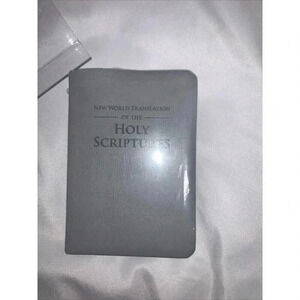 NEW WORLD TRANSLATION
OF THE
HOLY
SCRIPTURES